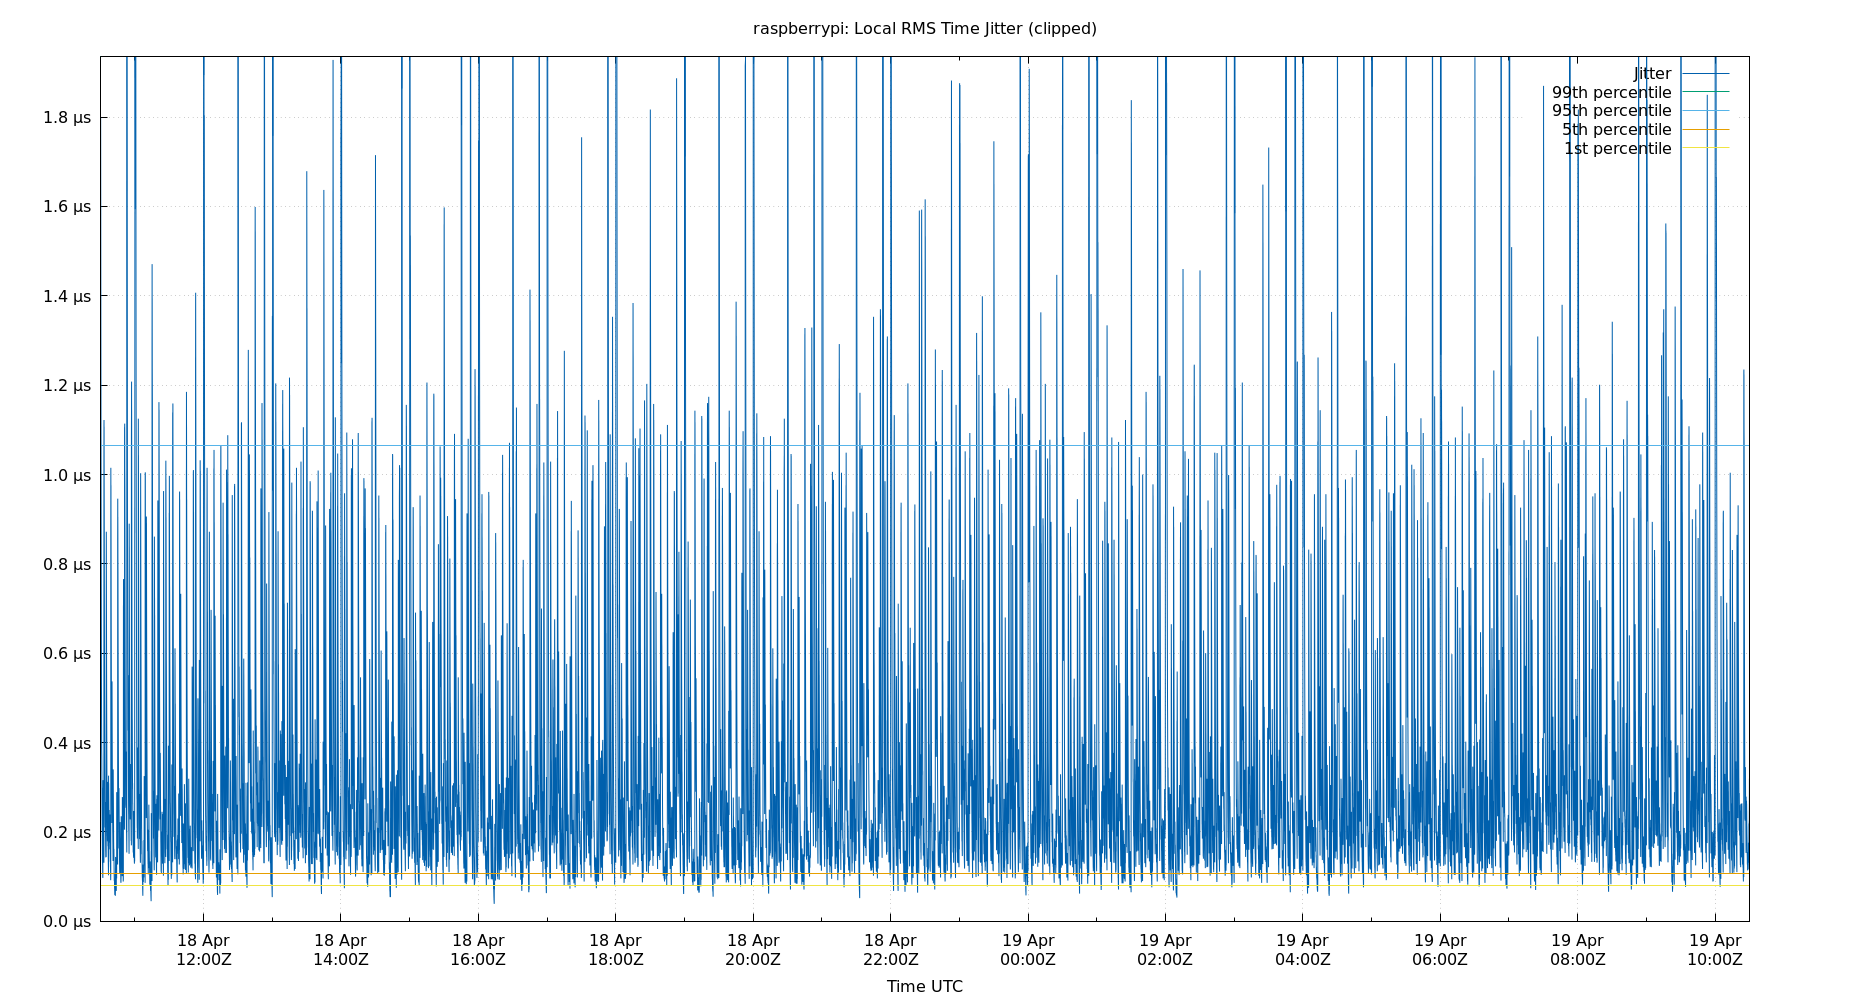 raspberrypi: Local RMS Time Jitter (clipped)
Jitter
99th percentile
95th percentile
5th percentile
1st percentile
1.8 µs
1.6 µs
1.4 µs
1.2 µs
1.0 µs
0.8 µs
0.6 µs
0.4 µs
0.2 µs
0.0 µs
18 Apr 18 Apr 18 Apr 18 Apr 18 Apr 18 Apr 19 Apr 19 Apr 19 Apr 19 Apr 19 Apr 19 Apr
12:00Z 14:00Z 16:00Z 18:00Z 20:00Z 22:00Z 00:00Z 02:00Z 04:00Z 06:00Z 08:00Z 10:00Z
Time UTC